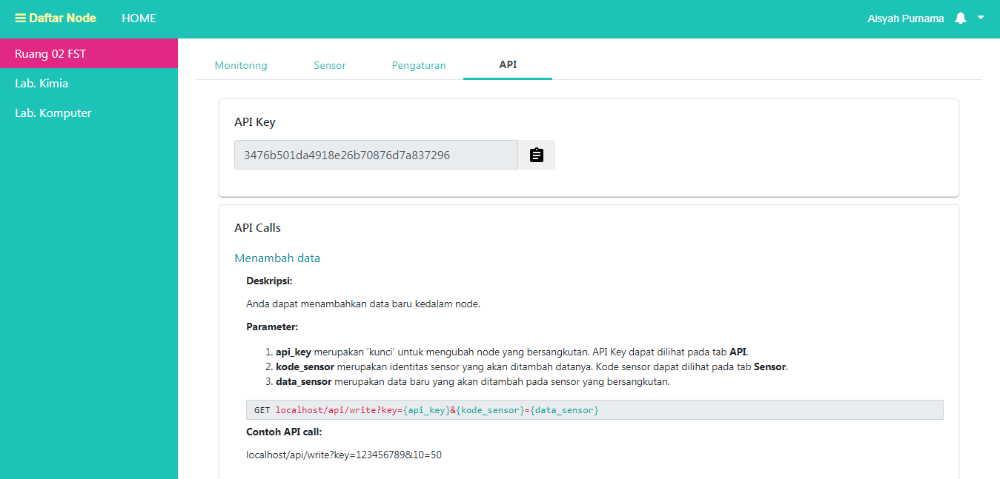 Daftar Node HOME Aisyah Purnama
Ruang 02 FST
Lab. Kimia
Lab. Komputer
Monitoring Sensor Pengaturan API
API Key
3476b501da4918e26b70876d7a837296
API Calls
Menambah data
Deskripsi:
Anda dapat menambahkan data baru kedalam node.
Parameter:
1. api_key merupakan 'kunci' untuk mengubah node yang bersangkutan. API Key dapat dilihat pada tab API.
2. kode_sensor merupakan identitas sensor yang akan ditambah datanya. Kode sensor dapat dilihat pada tab Sensor.
3. data_sensor merupakan data baru yang akan ditambah pada sensor yang bersangkutan.
GET localhost/api/write?key={api_key}&{kode_sensor}={data_sensor}
Contoh API call:
localhost/api/write?key=123456789&10=50